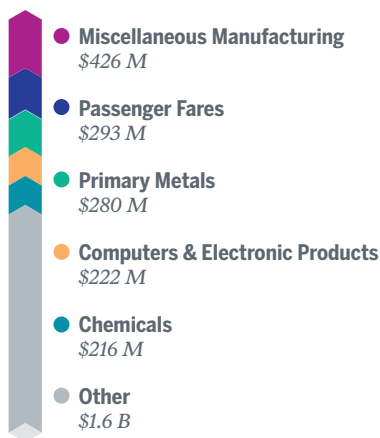 Miscellaneous Manufacturing
$426 M
Passenger Fares
$293 M
Primary Metals
$280 M
Computers & Electronic Products
$222 M
Chemicals
$216 M
Other
$1.6 B